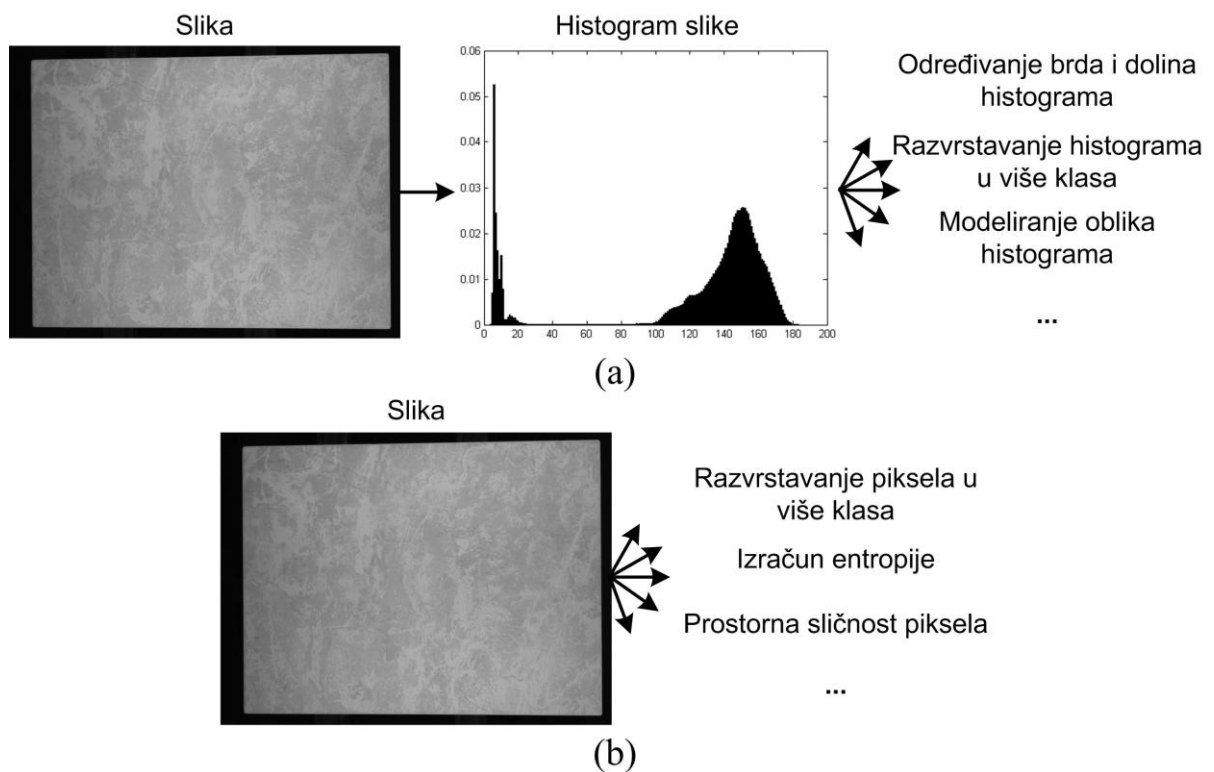 Slika
Histogram slike
0.06
0.05
0.04
0.03
0.02
0.01
0
0 20 40 60 80 100 120 140 160 180 200
Određivanje brda i dolina
histograma
Razvrstavanje histograma
u više klasa
Modeliranje oblika
histograma
...
(a)
Slika
Razvrstavanje piksela u
više klasa
Izračun entropije
Prostorna sličnost piksela
...
(b)